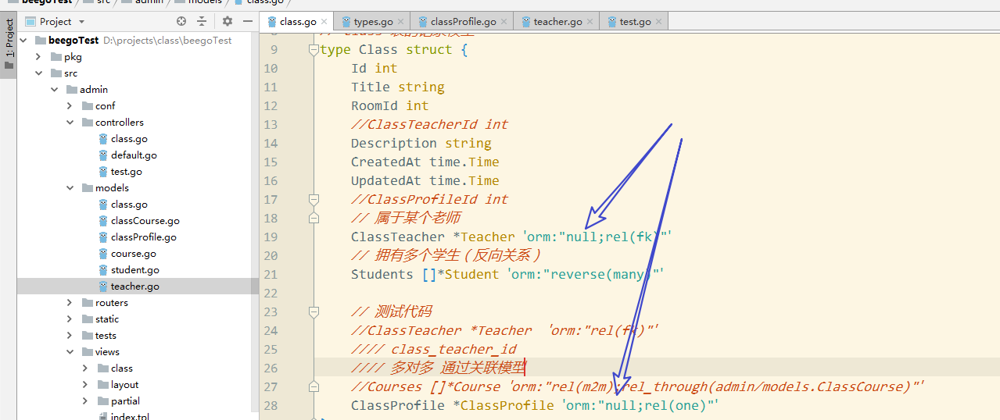 beegoTest src admin models class.go
1: Project
Project
class.go types.go classProfile.go teacher.go test.go
beegoTest D:\projects\class\beegoTest
pkg
src
admin
conf
controllers
class.go
default.go
test.go
models
class.go
classCourse.go
classProfile.go
course.go
student.go
teacher.go
routers
static
tests
views
class
layout
partial
index.tpl
9 type Class struct {
10 Id int
11 Title string
12 RoomId int
13 //ClassTeacherId int
14 Description string
15 CreatedAt time.Time
16 UpdatedAt time.Time
17 //ClassProfileId int
18 // 属于某个老师
19 ClassTeacher *Teacher `orm:"null;rel(fk)"`
20 // 拥有多个学生（反向关系）
21 Students []*Student `orm:"reverse(many)"`
22
23 // 测试代码
24 //ClassTeacher *Teacher `orm:"rel(fk)"`
25 //// class_teacher_id
26 //// 多对多 通过关联模型
27 //Courses []*Course `orm:"rel(m2m);rel_through(admin/models.ClassCourse)"`
28 ClassProfile *ClassProfile `orm:"null;rel(one)"`